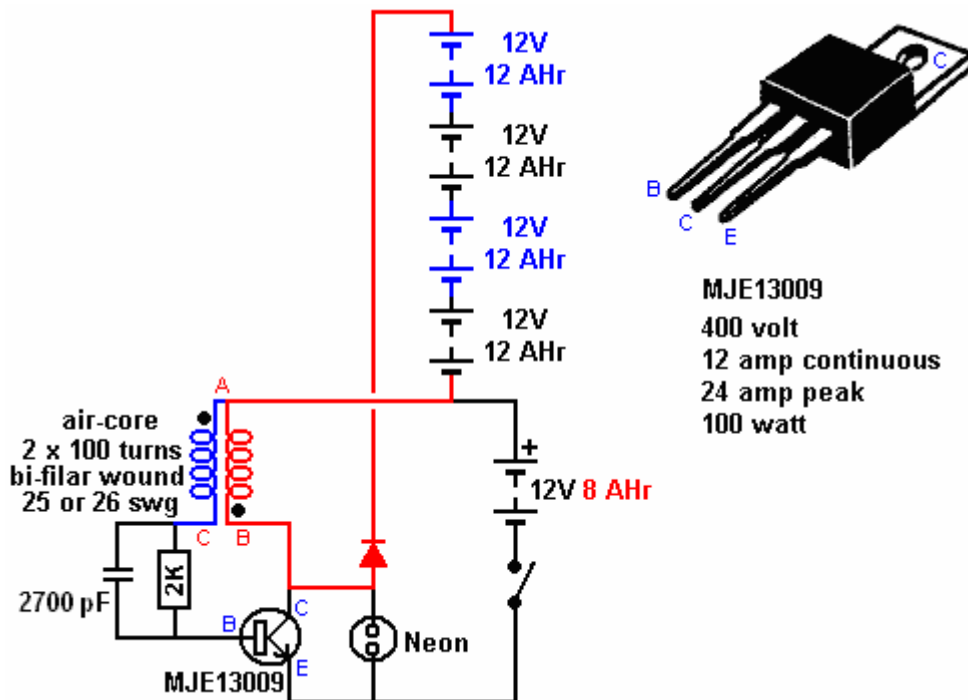 12V
12 AHr
12V
12 AHr
12V
12 AHr
12V
12 AHr
C
B
C
E
MJE13009
400 volt
12 amp continuous
24 amp peak
100 watt
A
air-core
2 x 100 turns
bi-filar wound
25 or 26 swg
C B
+
12V 8 AHr
2700 pF
2K
B
C
E
MJE13009
Neon